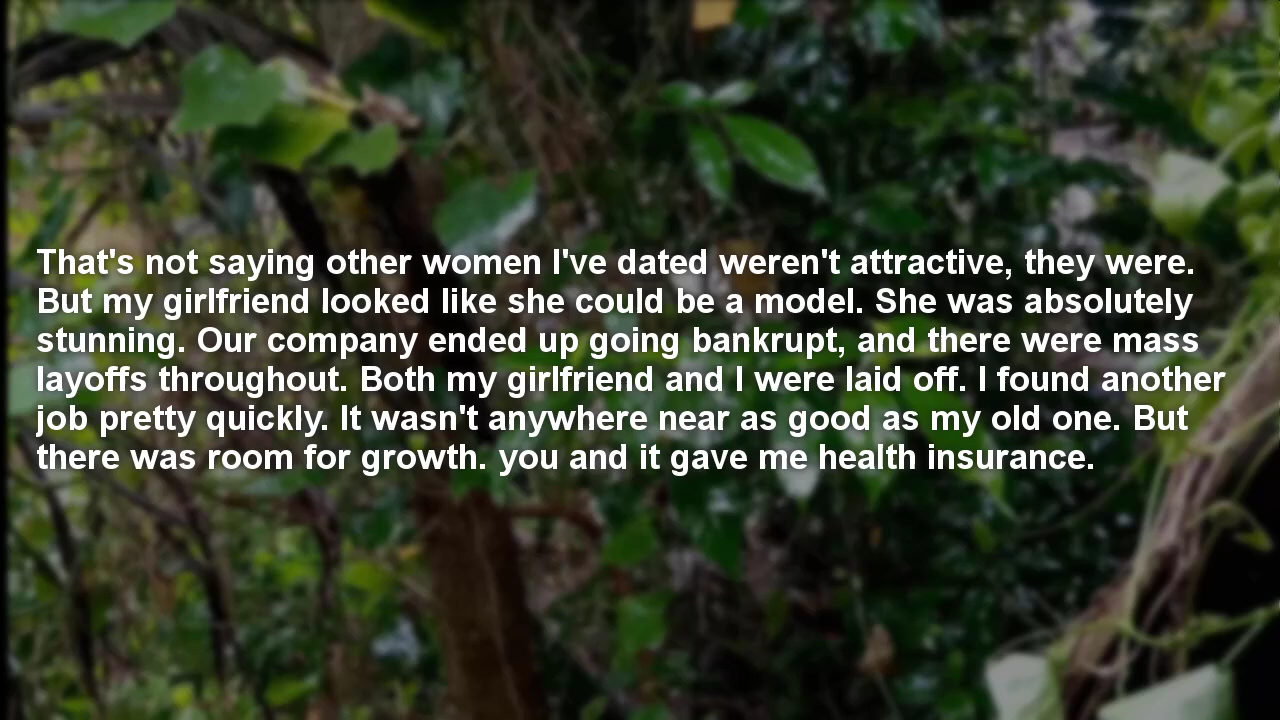 That's not saying other women I've dated weren't attractive, they were.
But my girlfriend looked like she could be a model. She was absolutely
stunning. Our company ended up going bankrupt, and there were mass
layoffs throughout. Both my girlfriend and I were laid off. I found another
job pretty quickly. It wasn't anywhere near as good as my old one. But
there was room for growth. you and it gave me health insurance.